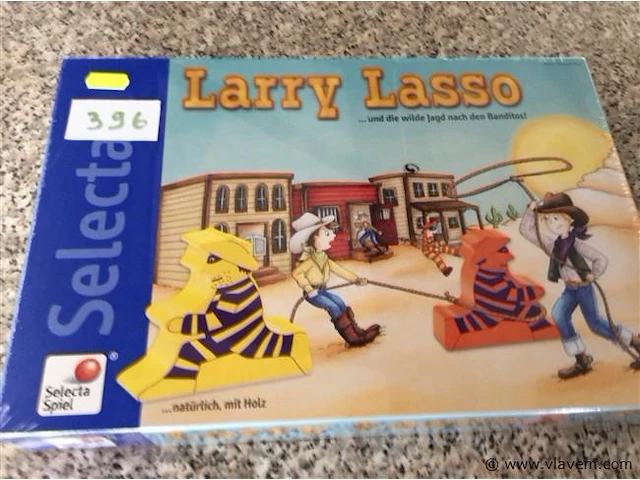 Larry Lasso
...und die wilde Jagd nach den Banditos!
396
Selecta
Selecta
Spiel
®
...natürlich, mit Holz
© www.vlavem.com